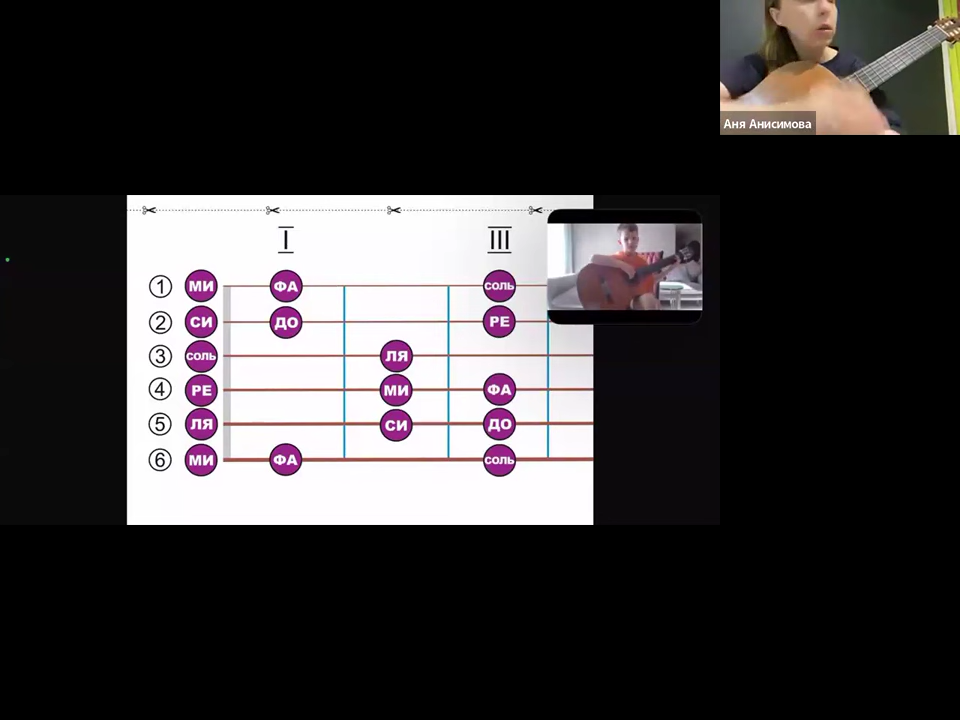 Аня Анисимова
I III
1 МИ ФА СОЛЬ
2 СИ ДО РЕ
3 СОЛЬ ЛЯ
4 РЕ МИ ФА
5 ЛЯ СИ ДО
6 МИ ФА СОЛЬ